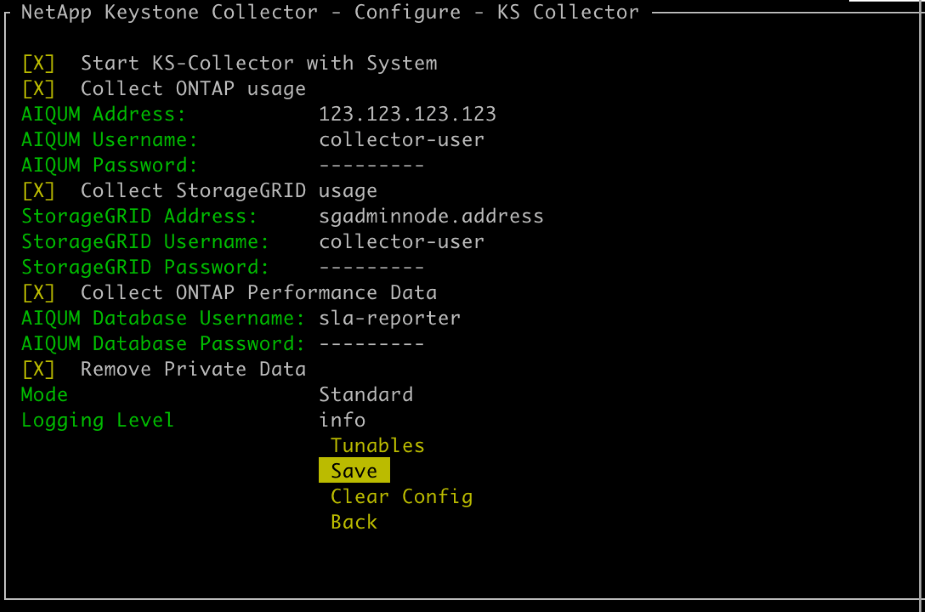 NetApp Keystone Collector - Configure - KS Collector
[X] Start KS-Collector with System
[X] Collect ONTAP usage
AIQUM Address: 123.123.123.123
AIQUM Username: collector-user
AIQUM Password: ---------
[X] Collect StorageGRID usage
StorageGRID Address: sgadminnode.address
StorageGRID Username: collector-user
StorageGRID Password: ---------
[X] Collect ONTAP Performance Data
AIQUM Database Username: sla-reporter
AIQUM Database Password: ---------
[X] Remove Private Data
Mode Standard
Logging Level info
Tunables
Save
Clear Config
Back